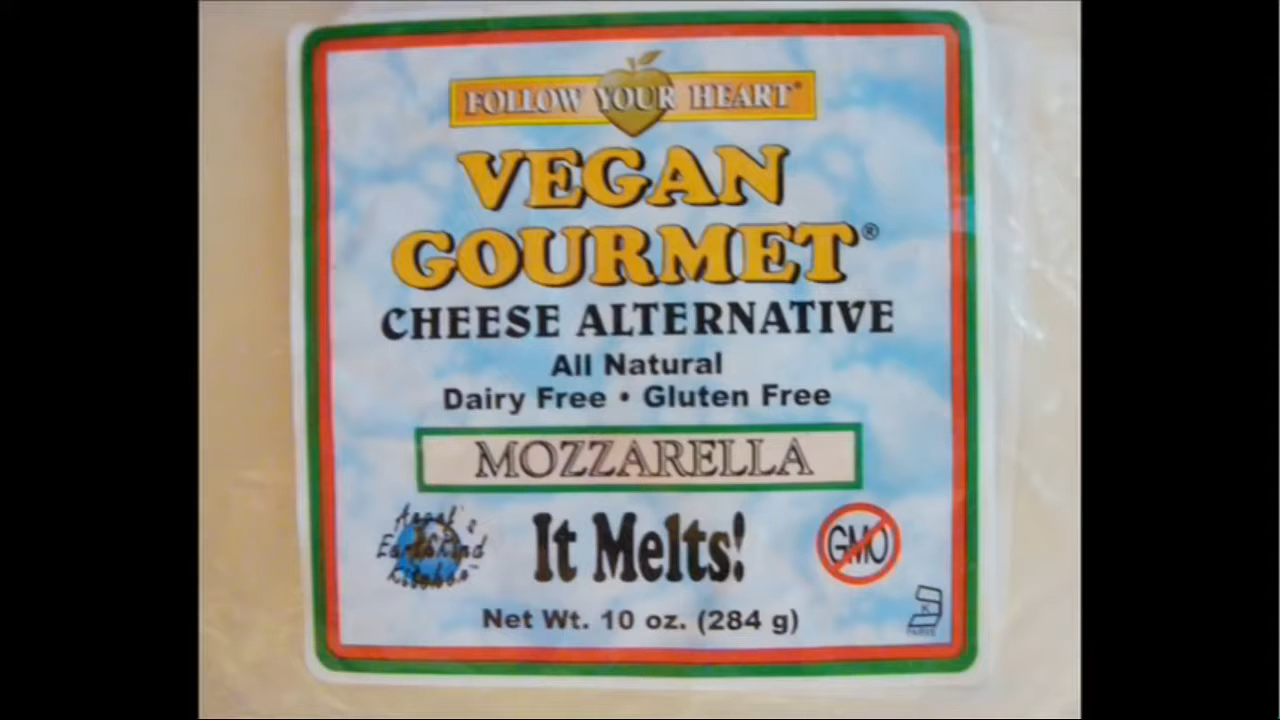 FOLLOW YOUR HEART®
VEGAN
GOURMET®
CHEESE ALTERNATIVE
All Natural
Dairy Free • Gluten Free
MOZZARELLA
It Melts!
GMO
Net Wt. 10 oz. (284 g)
K